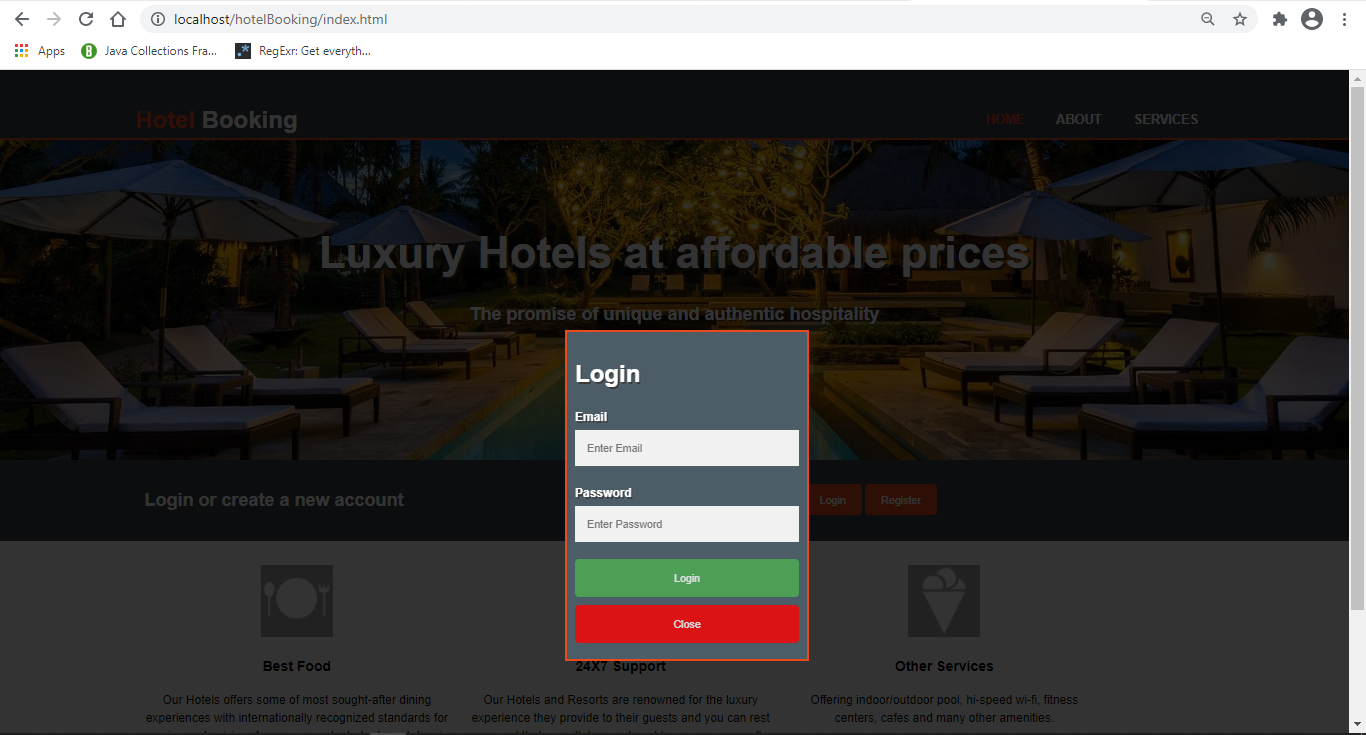 localhost/hotelBooking/index.html
Apps Java Collections Fra... RegExr: Get everyth...
Hotel Booking HOME ABOUT SERVICES
Luxury Hotels at affordable prices
The promise of unique and authentic hospitality
Login
Email
Enter Email
Password
Enter Password
Login
Close
Login or create a new account Login Register
Best Food
24X7 Support
Other Services
Our Hotels offers some of most sought-after dining
experiences with internationally recognized standards for
Our Hotels and Resorts are renowned for the luxury
experience they provide to their guests and you can rest
Offering indoor/outdoor pool, hi-speed wi-fi, fitness
centers, cafes and many other amenities.